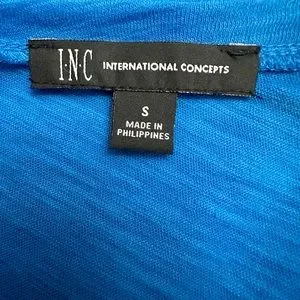 I·N·C INTERNATIONAL CONCEPTS
S
MADE IN
PHILIPPINES